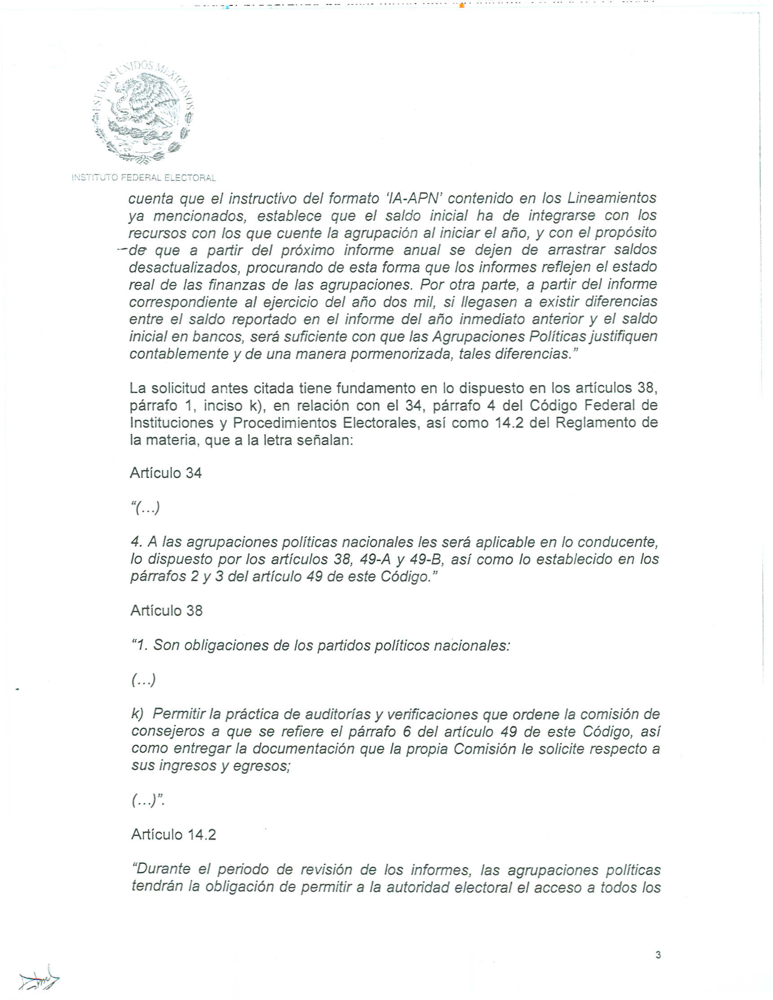 ESTADOS UNIDOS MEXICANOS
INSTITUTO FEDERAL ELECTORAL
cuenta que el instructivo del formato ‘IA-APN’ contenido en los Lineamientos
ya mencionados, establece que el saldo inicial ha de integrarse con los
recursos con los que cuente la agrupación al iniciar el año, y con el propósito
de que a partir del próximo informe anual se dejen de arrastrar saldos
desactualizados, procurando de esta forma que los informes reflejen el estado
real de las finanzas de las agrupaciones. Por otra parte, a partir del informe
correspondiente al ejercicio del año dos mil, si llegasen a existir diferencias
entre el saldo reportado en el informe del año inmediato anterior y el saldo
inicial en bancos, será suficiente con que las Agrupaciones Políticas justifiquen
contablemente y de una manera pormenorizada, tales diferencias.”
La solicitud antes citada tiene fundamento en lo dispuesto en los artículos 38,
párrafo 1, inciso k), en relación con el 34, párrafo 4 del Código Federal de
Instituciones y Procedimientos Electorales, así como 14.2 del Reglamento de
la materia, que a la letra señalan:
Artículo 34
“(...)
4. A las agrupaciones políticas nacionales les será aplicable en lo conducente,
lo dispuesto por los artículos 38, 49-A y 49-B, así como lo establecido en los
párrafos 2 y 3 del artículo 49 de este Código.”
Artículo 38
“1. Son obligaciones de los partidos políticos nacionales:
(...)
k) Permitir la práctica de auditorías y verificaciones que ordene la comisión de
consejeros a que se refiere el párrafo 6 del artículo 49 de este Código, así
como entregar la documentación que la propia Comisión le solicite respecto a
sus ingresos y egresos;
(...)”.
Artículo 14.2
“Durante el periodo de revisión de los informes, las agrupaciones políticas
tendrán la obligación de permitir a la autoridad electoral el acceso a todos los
3